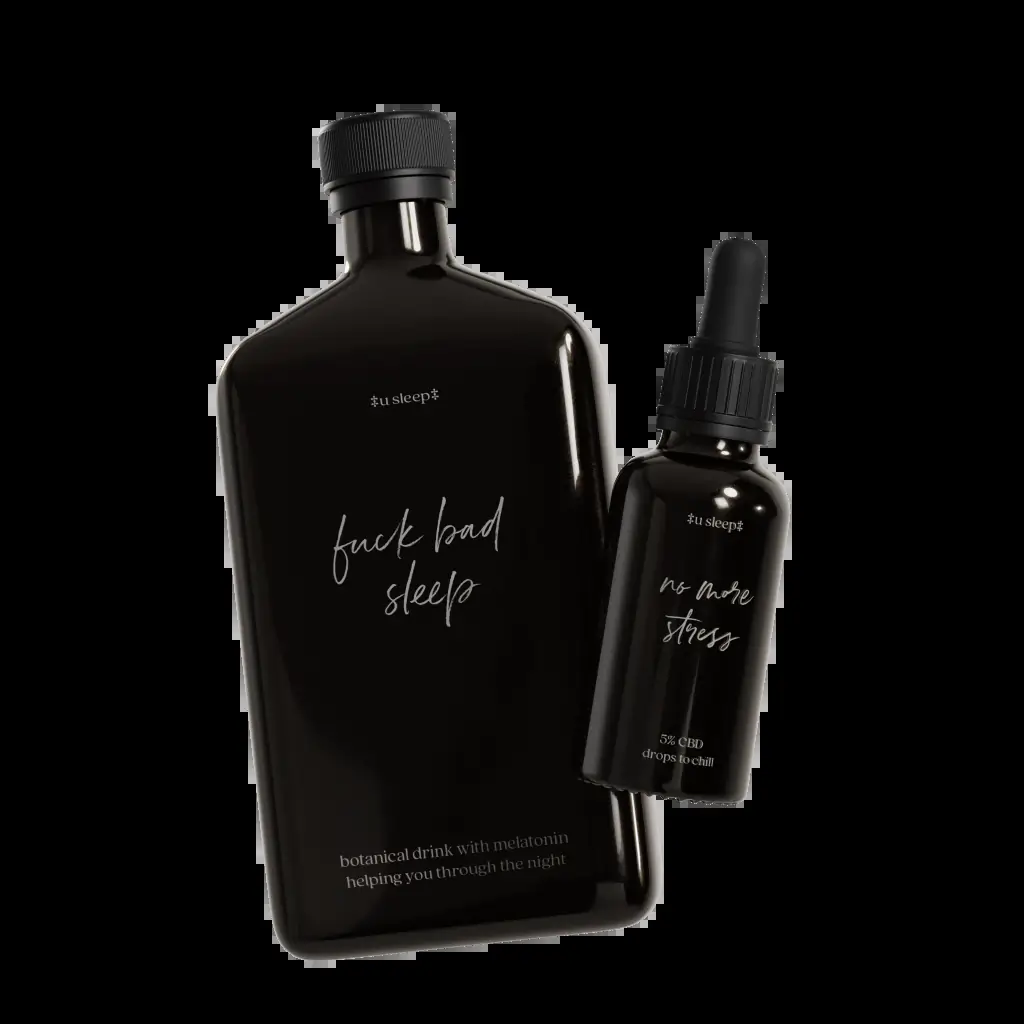 ‡u sleep‡
fuck bad
sleep
botanical drink with melatonin
helping you through the night
‡u sleep‡
no more
stress
5% CBD
drops to chill